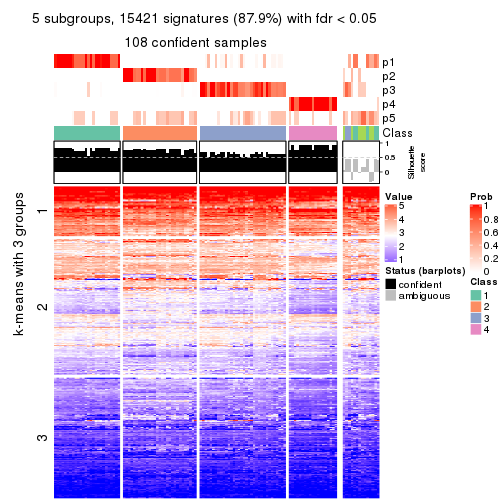 5 subgroups, 15421 signatures (87.9%) with fdr < 0.05
108 confident samples
p1
p2
p3
p4
p5
Class
1
0.5
0
Silhouette
score
k-means with 3 groups
1
2
3
Value
5
4
3
2
1
Status (barplots)
confident
ambiguous
Prob
1
0.8
0.6
0.4
0.2
0
Class
1
2
3
4